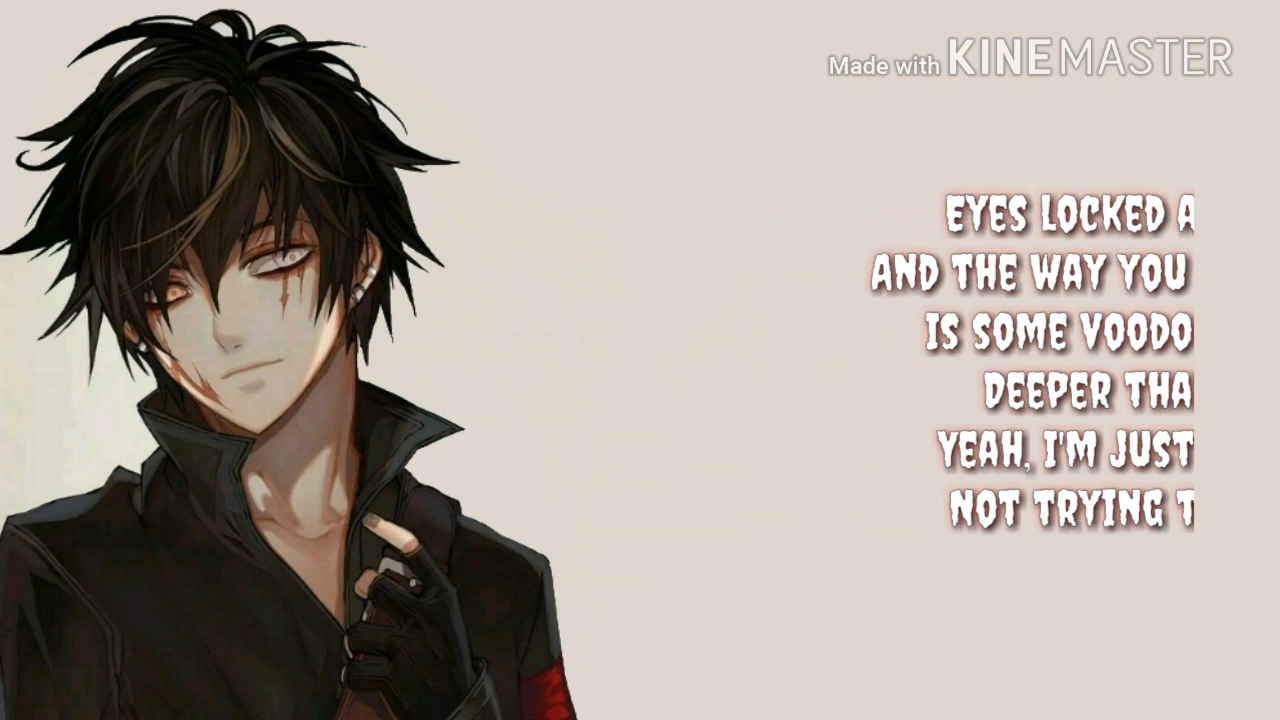 Made with KINEMASTER
EYES LOCKED A
AND THE WAY YOU
IS SOME VOODO
DEEPER THA
YEAH, I'M JUST
NOT TRYING T